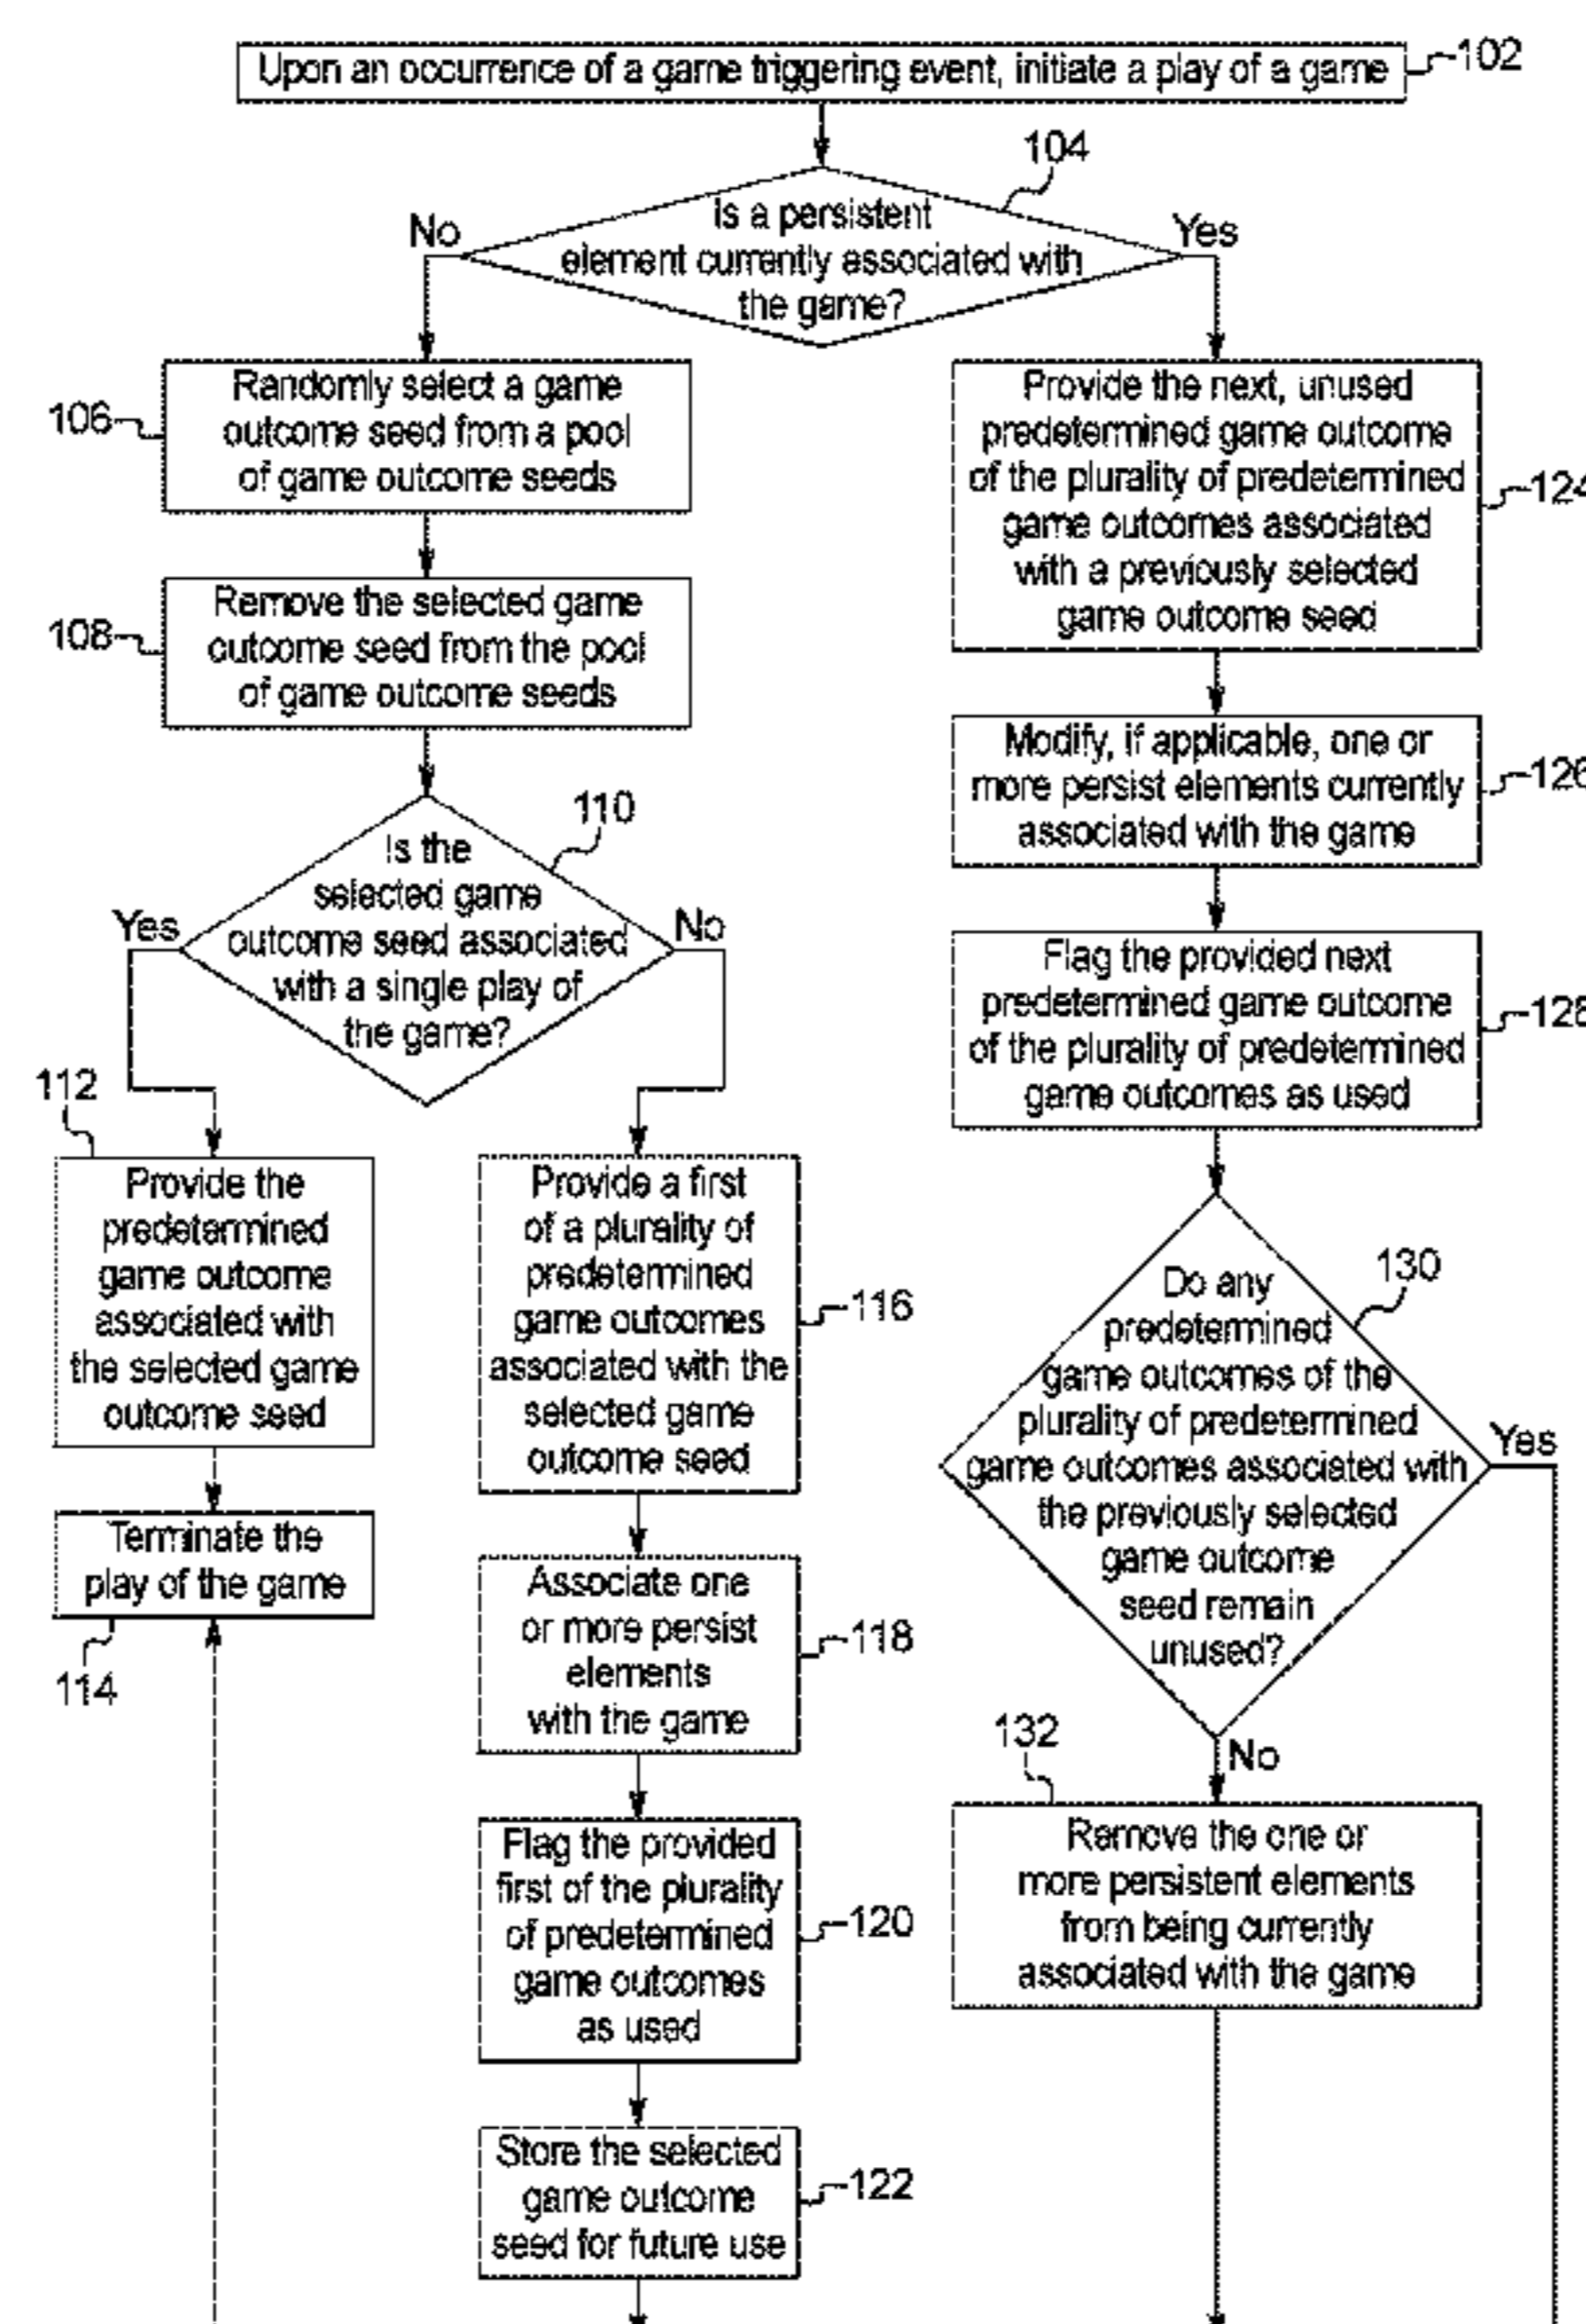 Upon an occurrence of a game triggering event, initiate a play of a game
102
104
Is a persistent
element currently associated with
the game?
No
Yes
106
Randomly select a game
outcome seed from a pool
of game outcome seeds
108
Remove the selected game
outcome seed from the pool
of game outcome seeds
110
Is the
selected game
outcome seed associated
with a single play of
the game?
Yes
No
112
Provide the
predetermined
game outcome
associated with
the selected game
outcome seed
Terminate the
play of the game
114
Provide a first
of a plurality of
predetermined
game outcomes
associated with the
selected game
outcome seed
116
Associate one
or more persist
elements
with the game
118
Flag the provided
first of the plurality
of predetermined
game outcomes
as used
120
Store the selected
game outcome
seed for future use
122
Provide the next, unused
predetermined game outcome
of the plurality of predetermined
game outcomes associated
with a previously selected
game outcome seed
124
Modify, if applicable, one or
more persist elements currently
associated with the game
126
Flag the provided next
predetermined game outcome
of the plurality of predetermined
game outcomes as used
128
130
Do any
predetermined
game outcomes of the
plurality of predetermined
game outcomes associated with
the previously selected
game outcome
seed remain
unused?
Yes
No
132
Remove the one or
more persistent elements
from being currently
associated with the game